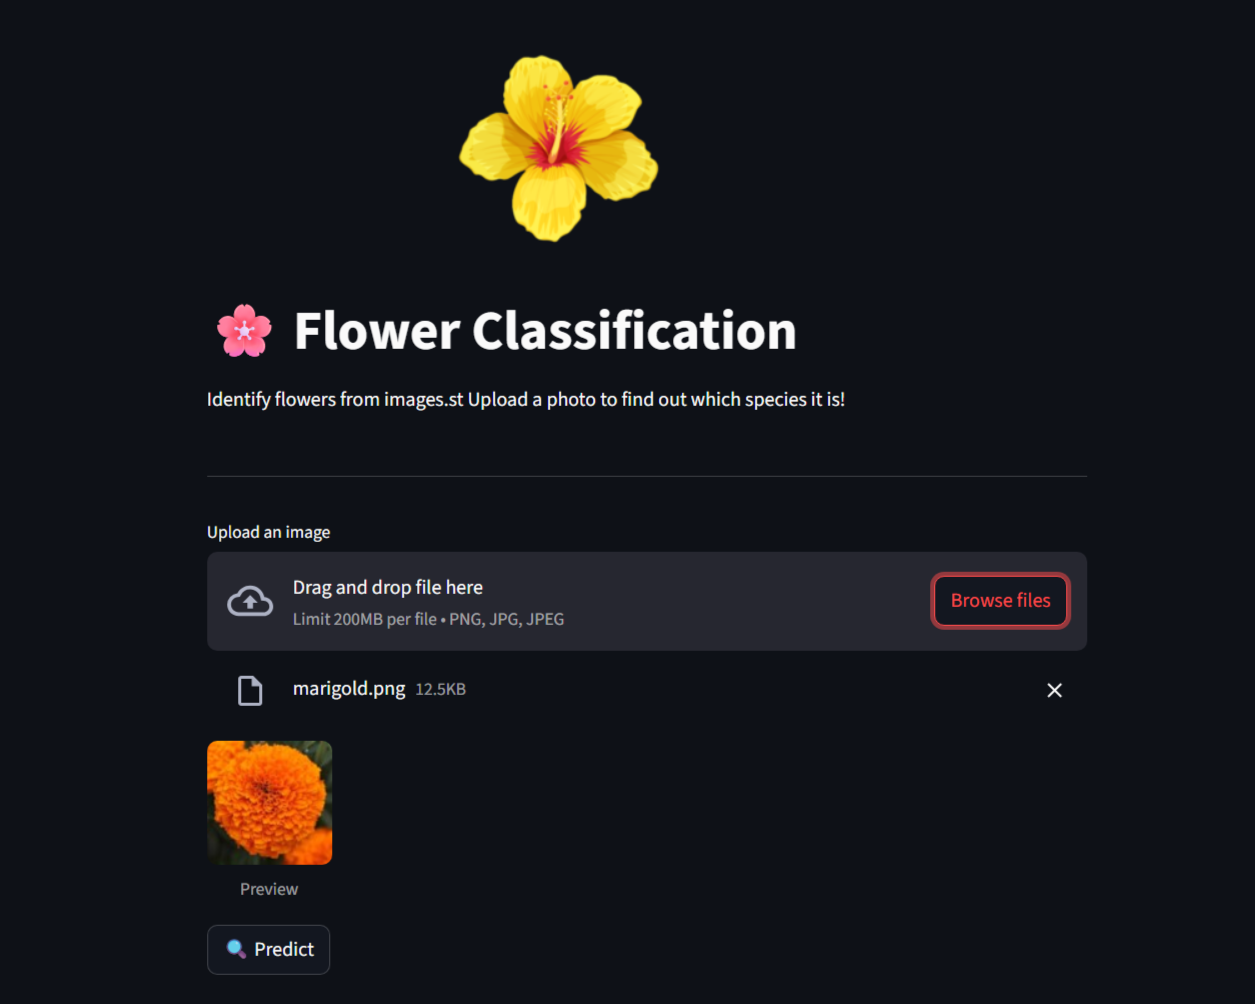 🌸 Flower Classification
Identify flowers from images.st Upload a photo to find out which species it is!
Upload an image
Drag and drop file here
Limit 200MB per file • PNG, JPG, JPEG
Browse files
marigold.png 12.5KB
Preview
🔍 Predict